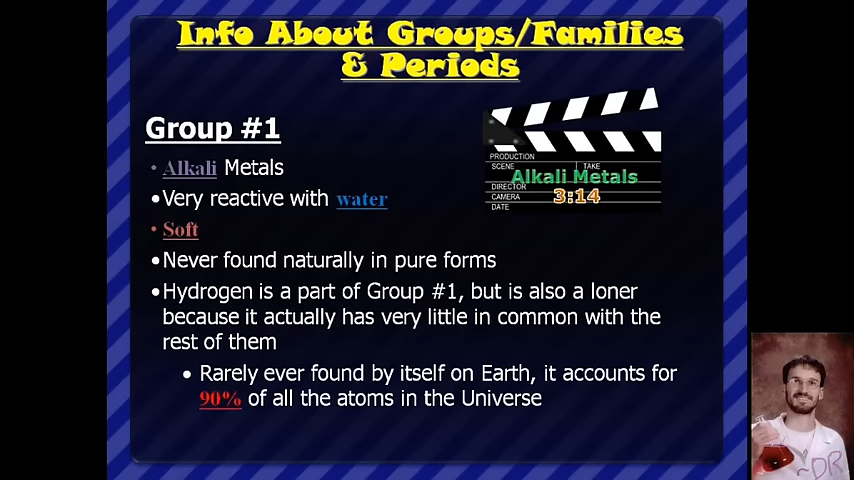 Info About Groups/Families
& Periods
Group #1
• Alkali Metals
• Very reactive with water
• Soft
• Never found naturally in pure forms
• Hydrogen is a part of Group #1, but is also a loner
because it actually has very little in common with the
rest of them
• Rarely ever found by itself on Earth, it accounts for
90% of all the atoms in the Universe
PRODUCTION
SCENE TAKE
Alkali Metals
DIRECTOR
3:14
CAMERA
DATE
~DR